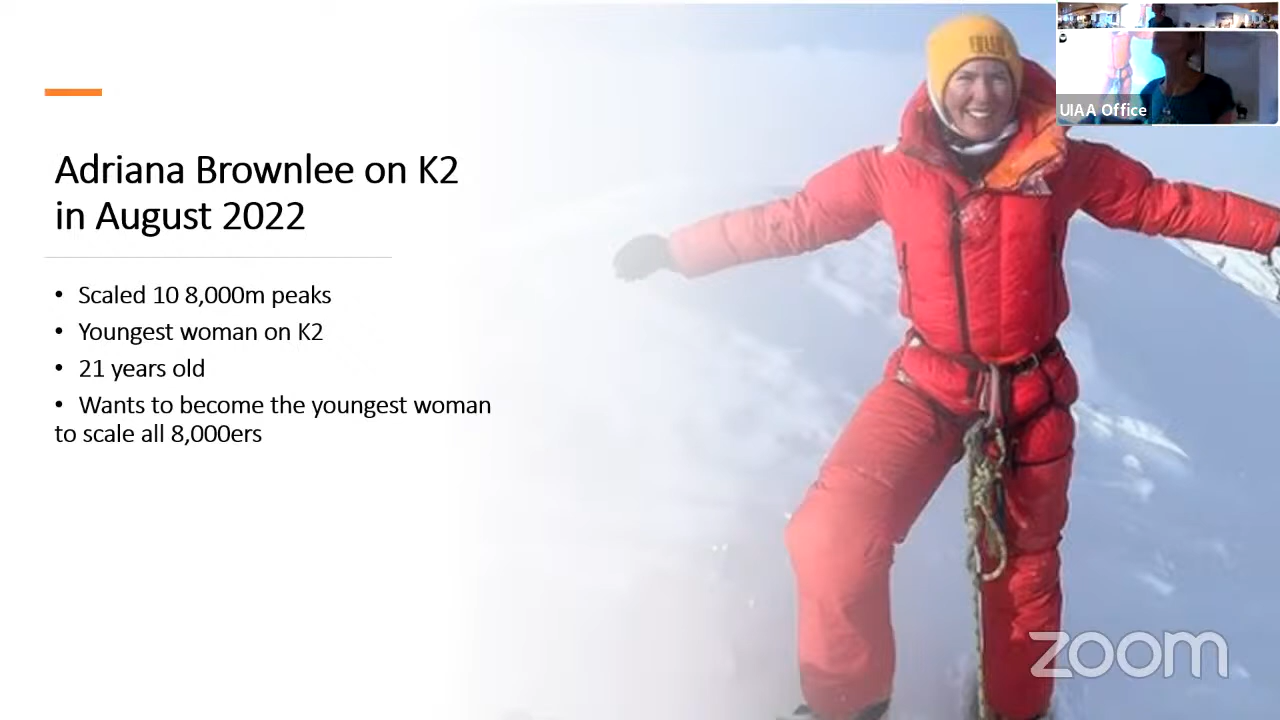 Adriana Brownlee on K2
in August 2022
• Scaled 10 8,000m peaks
• Youngest woman on K2
• 21 years old
• Wants to become the youngest woman
to scale all 8,000ers
UIAA Office
zoom